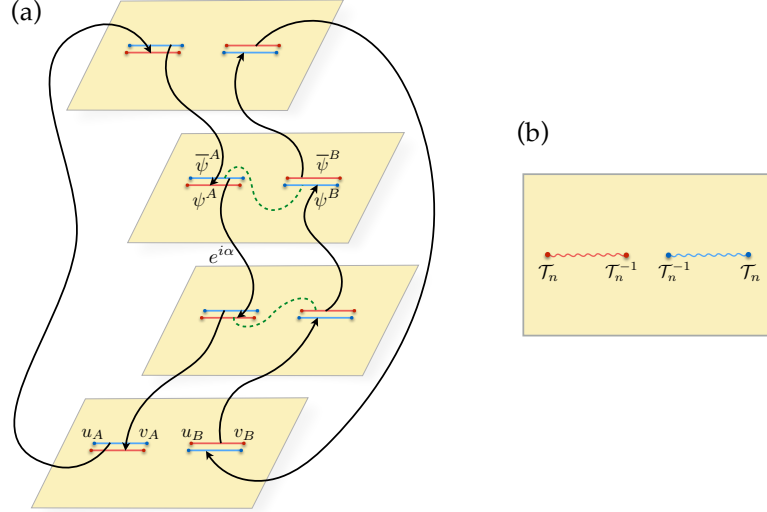 (a)
ψ̅^A ψ̅^B
ψ^A ψ^B
e^{iα}
u_A v_A u_B v_B
(b)
𝒯_n 𝒯_n^{-1} 𝒯_n^{-1} 𝒯_n